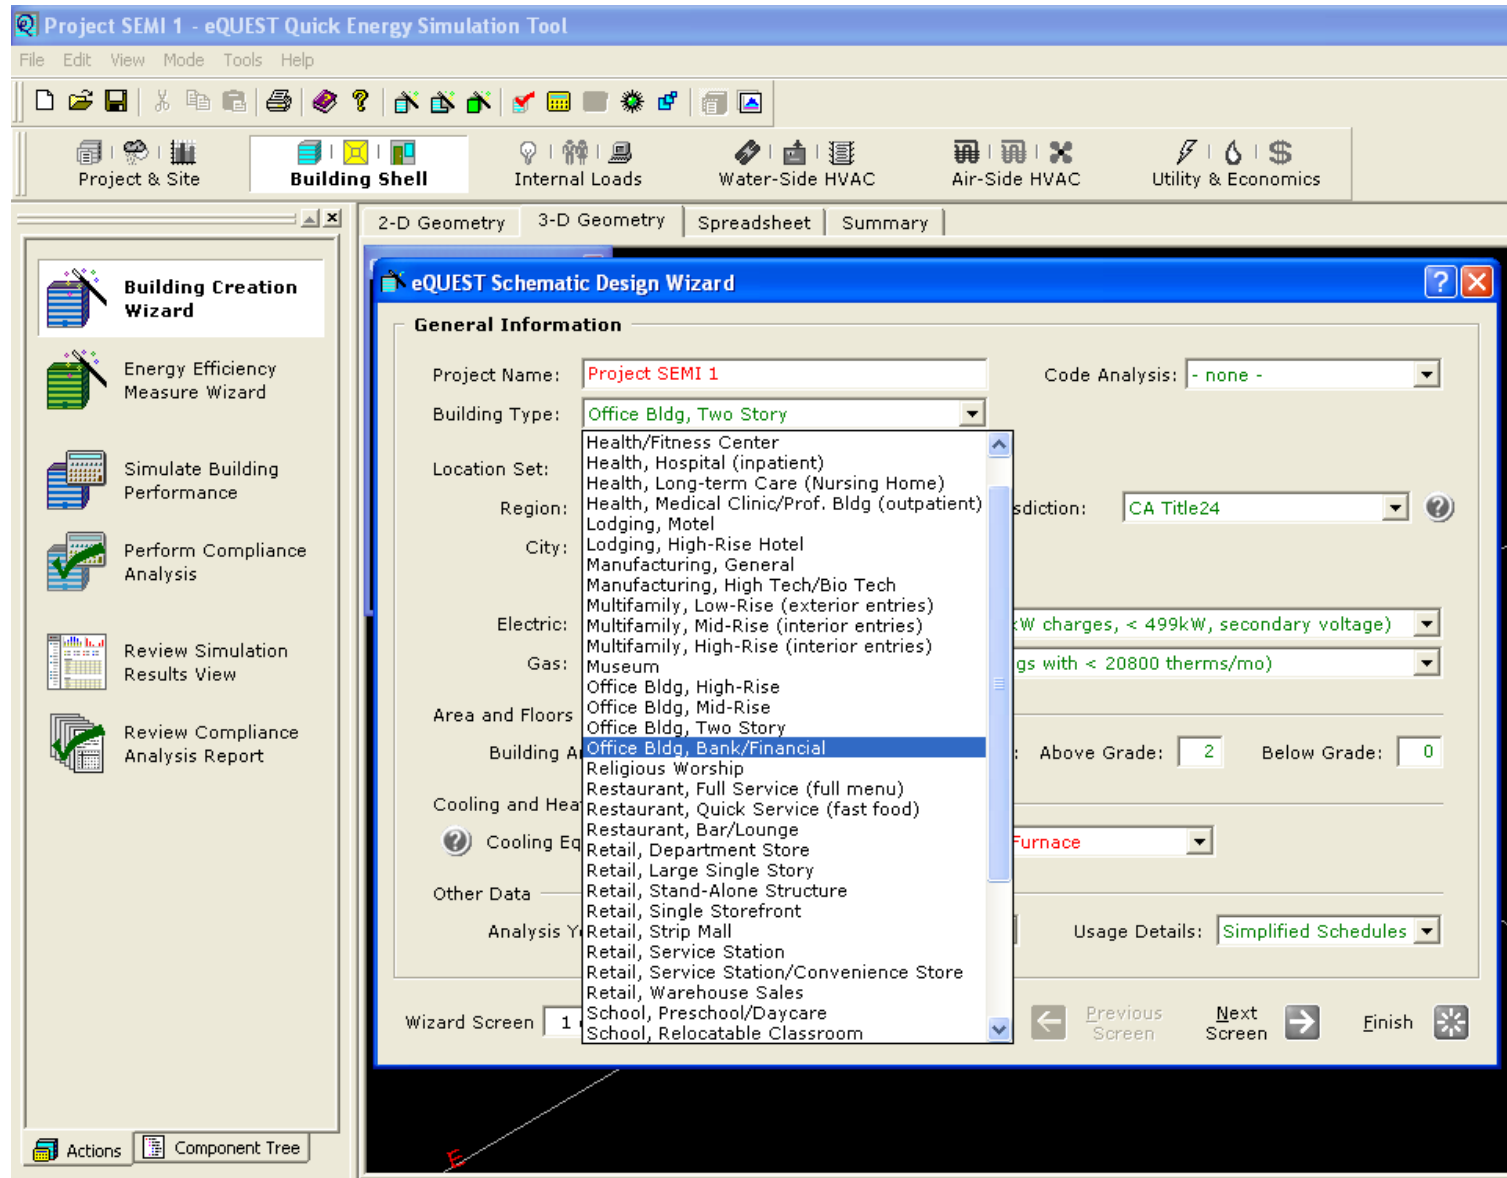 Project SEMI 1 - eQUEST Quick Energy Simulation Tool
File Edit View Mode Tools Help
Project & Site
Building Shell
Internal Loads
Water-Side HVAC
Air-Side HVAC
Utility & Economics
2-D Geometry
3-D Geometry
Spreadsheet
Summary
Building Creation
Wizard
Energy Efficiency
Measure Wizard
Simulate Building
Performance
Perform Compliance
Analysis
Review Simulation
Results View
Review Compliance
Analysis Report
Actions
Component Tree
eQUEST Schematic Design Wizard
General Information
Project Name: Project SEMI 1
Code Analysis: - none -
Building Type: Office Bldg, Two Story
Health/Fitness Center
Health, Hospital (inpatient)
Health, Long-term Care (Nursing Home)
Health, Medical Clinic/Prof. Bldg (outpatient)
Lodging, Motel
Lodging, High-Rise Hotel
Manufacturing, General
Manufacturing, High Tech/Bio Tech
Multifamily, Low-Rise (exterior entries)
Multifamily, Mid-Rise (interior entries)
Multifamily, High-Rise (interior entries)
Museum
Office Bldg, High-Rise
Office Bldg, Mid-Rise
Office Bldg, Two Story
Office Bldg, Bank/Financial
Religious Worship
Restaurant, Full Service (full menu)
Restaurant, Quick Service (fast food)
Restaurant, Bar/Lounge
Retail, Department Store
Retail, Large Single Story
Retail, Stand-Alone Structure
Retail, Single Storefront
Retail, Strip Mall
Retail, Service Station
Retail, Service Station/Convenience Store
Retail, Warehouse Sales
School, Preschool/Daycare
School, Relocatable Classroom
Location Set:
Region:
sdiction: CA Title24
City:
Electric:
kW charges, < 499kW, secondary voltage)
Gas:
gs with < 20800 therms/mo)
Area and Floors
Building A
: Above Grade: 2 Below Grade: 0
Cooling and Hea
Cooling Eq
Furnace
Other Data
Analysis Y
Usage Details: Simplified Schedules
Wizard Screen 1
Previous
Screen
Next
Screen
Finish
E